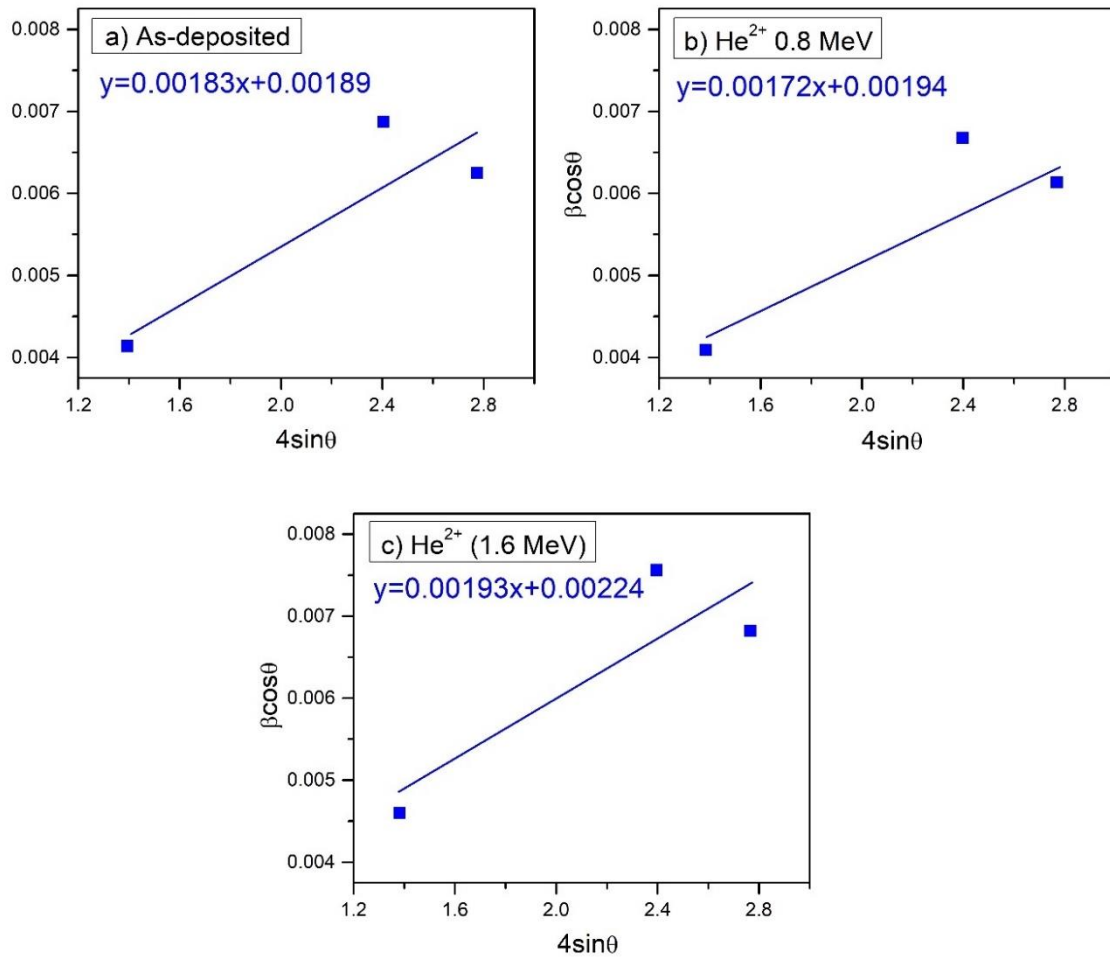 a) As-deposited
y=0.00183x+0.00189
0.008
0.007
0.006
0.005
0.004
1.2 1.6 2.0 2.4 2.8
4sinθ
b) He²⁺ 0.8 MeV
y=0.00172x+0.00194
βcosθ
0.008
0.007
0.006
0.005
0.004
1.2 1.6 2.0 2.4 2.8
4sinθ
c) He²⁺ (1.6 MeV)
y=0.00193x+0.00224
βcosθ
0.008
0.007
0.006
0.005
0.004
1.2 1.6 2.0 2.4 2.8
4sinθ